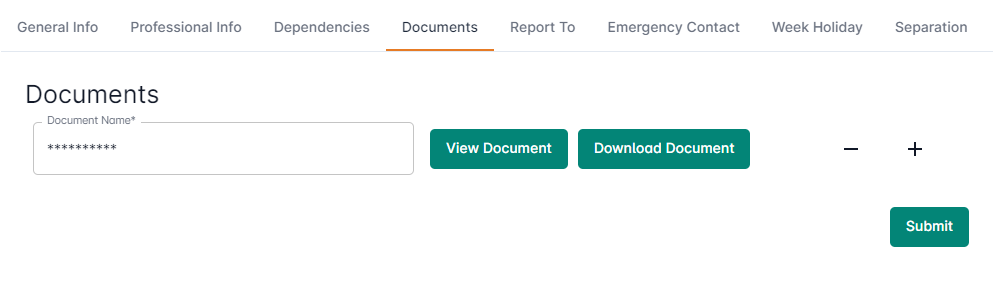 General Info Professional Info Dependencies Documents Report To Emergency Contact Week Holiday Separation
Documents
Document Name*
**********  View Document Download Document − +
Submit